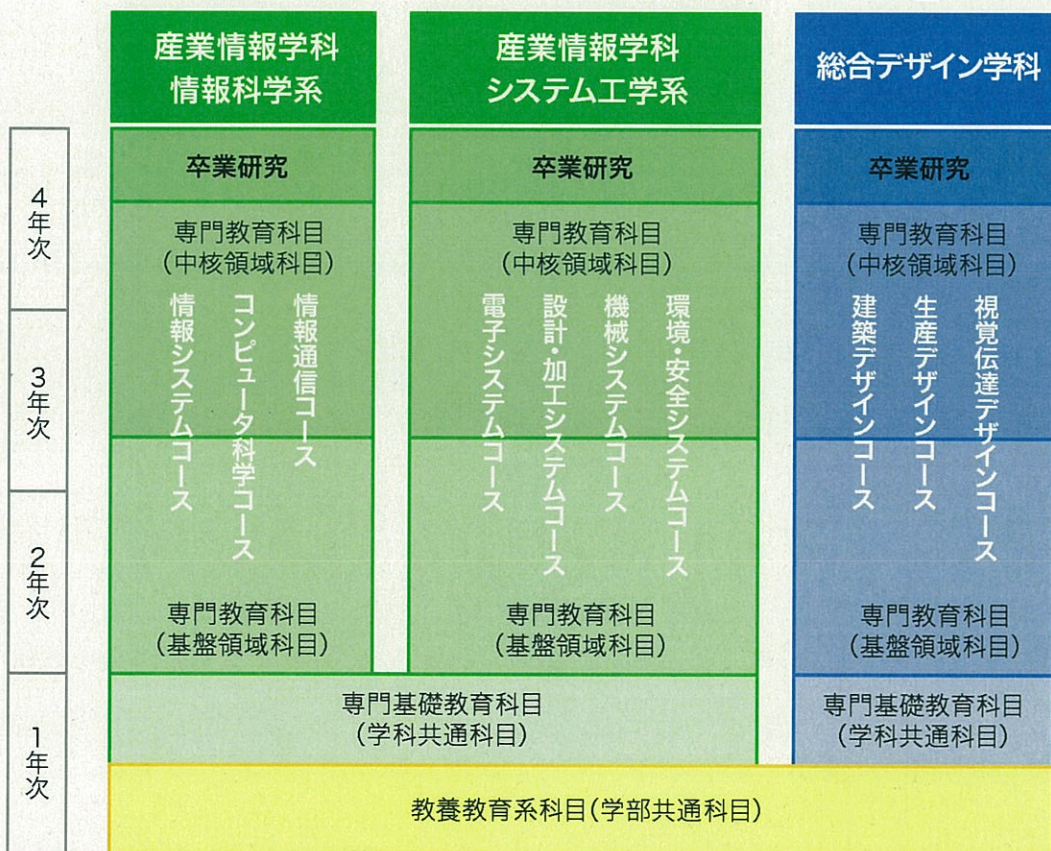 産業情報学科
情報科学系
産業情報学科
システム工学系
総合デザイン学科
4年次
3年次
2年次
1年次
卒業研究
専門教育科目
(中核領域科目)
情報システムコース
コンピュータ科学コース
情報通信コース
専門教育科目
(基盤領域科目)
卒業研究
専門教育科目
(中核領域科目)
電子システムコース
設計・加工システムコース
機械システムコース
環境・安全システムコース
専門教育科目
(基盤領域科目)
卒業研究
専門教育科目
(中核領域科目)
建築デザインコース
生産デザインコース
視覚伝達デザインコース
専門教育科目
(基盤領域科目)
専門基礎教育科目
(学科共通科目)
専門基礎教育科目
(学科共通科目)
教養教育系科目(学部共通科目)